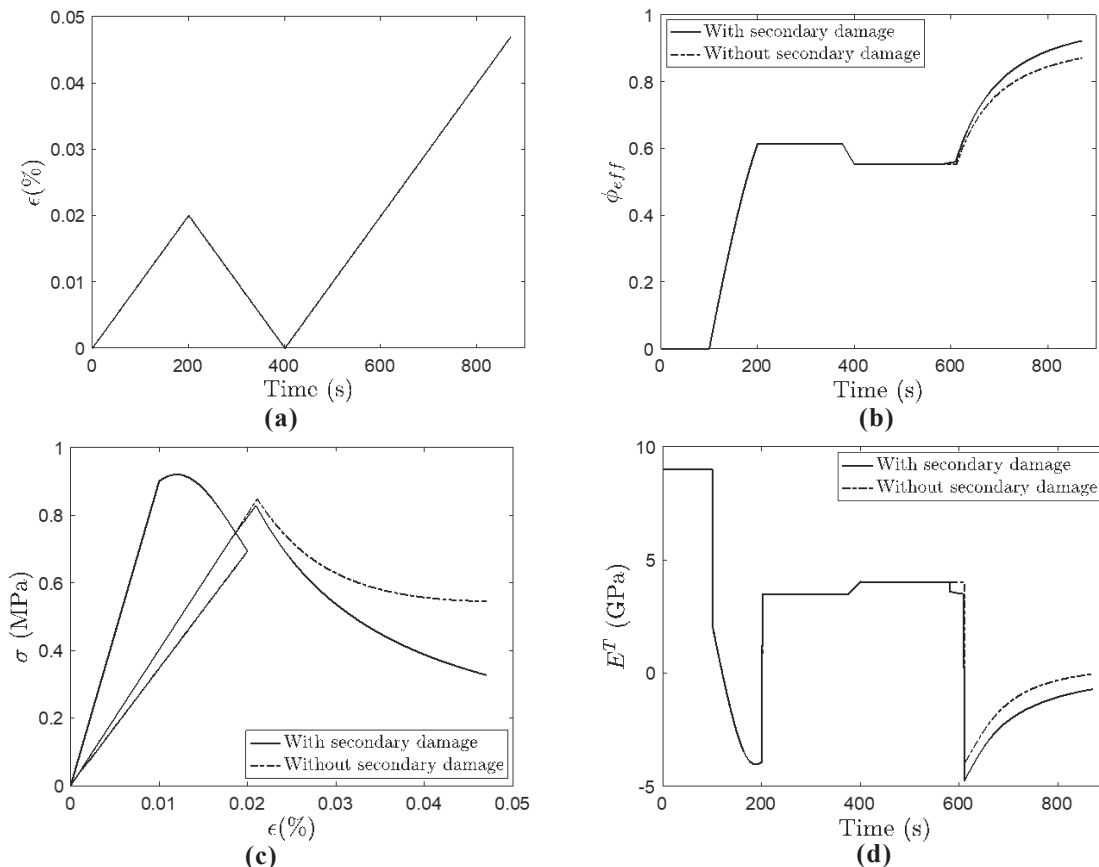 0.05
0.04
0.03
0.02
0.01
0
ϵ(%)
0 200 400 600 800
Time (s)
(a)
1
0.8
0.6
0.4
0.2
0
ϕeff
With secondary damage
Without secondary damage
0 200 400 600 800
Time (s)
(b)
1
0.8
0.6
0.4
0.2
0
σ (MPa)
With secondary damage
Without secondary damage
0 0.01 0.02 0.03 0.04 0.05
ϵ(%)
(c)
10
5
0
-5
E^T (GPa)
With secondary damage
Without secondary damage
0 200 400 600 800
Time (s)
(d)